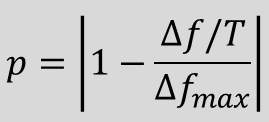 p = |1 − (Δf/T)/(Δf_max)|